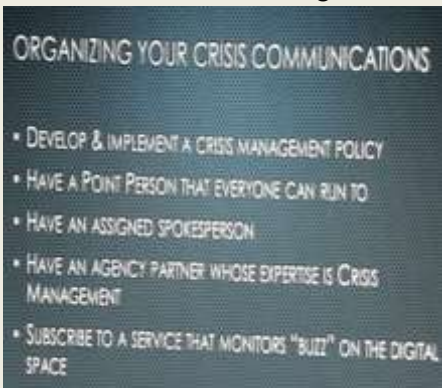 ORGANIZING YOUR CRISIS COMMUNICATIONS
• DEVELOP & IMPLEMENT A CRISIS MANAGEMENT POLICY
• HAVE A POINT PERSON THAT EVERYONE CAN RUN TO
• HAVE AN ASSIGNED SPOKESPERSON
• HAVE AN AGENCY PARTNER WHOSE EXPERTISE IS CRISIS
MANAGEMENT
• SUBSCRIBE TO A SERVICE THAT MONITORS "BUZZ" ON THE DIGITAL
SPACE